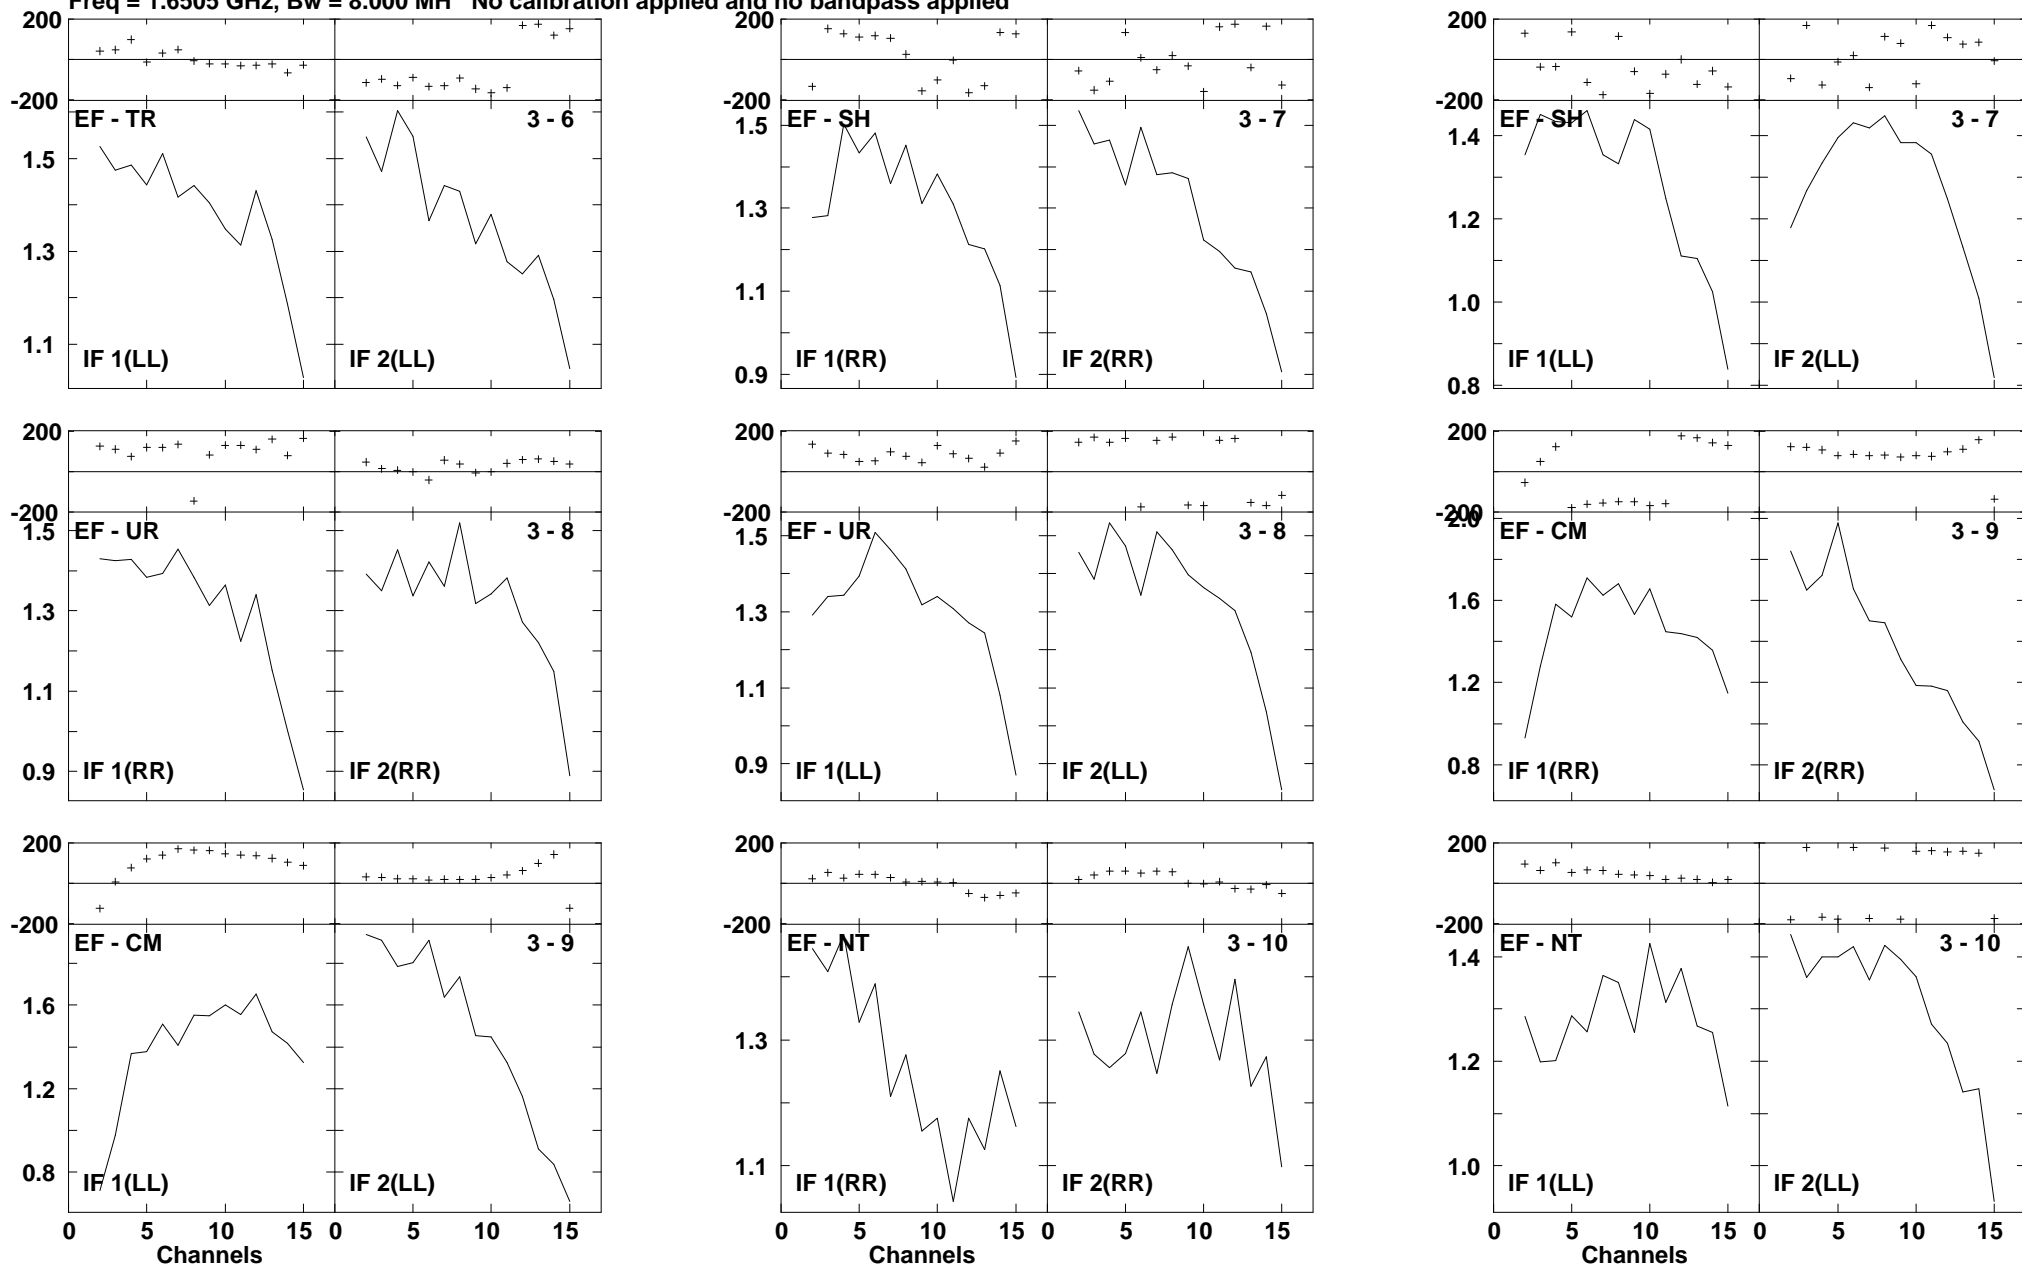 Freq = 1.6505 GHz, Bw = 8.000 MH   No calibration applied and no bandpass applied
200 200 200
-200 -200 -200
EF - TR 3 - 6 EF - SH 3 - 7 EF - SH 3 - 7
1.5 1.5 1.4
1.3 1.3 1.2
1.1 1.1 1.0
0.9 0.8
IF 1(LL) IF 2(LL) IF 1(RR) IF 2(RR) IF 1(LL) IF 2(LL)
200 200 200
-200 -200 -200
2.0
EF - UR 3 - 8 EF - UR 3 - 8 EF - CM 3 - 9
1.5 1.5 1.6
1.3 1.3 1.2
1.1 1.1 0.8
0.9 0.9
IF 1(RR) IF 2(RR) IF 1(LL) IF 2(LL) IF 1(RR) IF 2(RR)
200 200 200
-200 -200 -200
EF - CM 3 - 9 EF - NT 3 - 10 EF - NT 3 - 10
1.6 1.3 1.4
1.2 1.1 1.2
0.8 1.0
IF 1(LL) IF 2(LL) IF 1(RR) IF 2(RR) IF 1(LL) IF 2(LL)
0 5 10 15 0 5 10 15 0 5 10 15 0 5 10 15 0 5 10 15 0 5 10 15
Channels Channels Channels